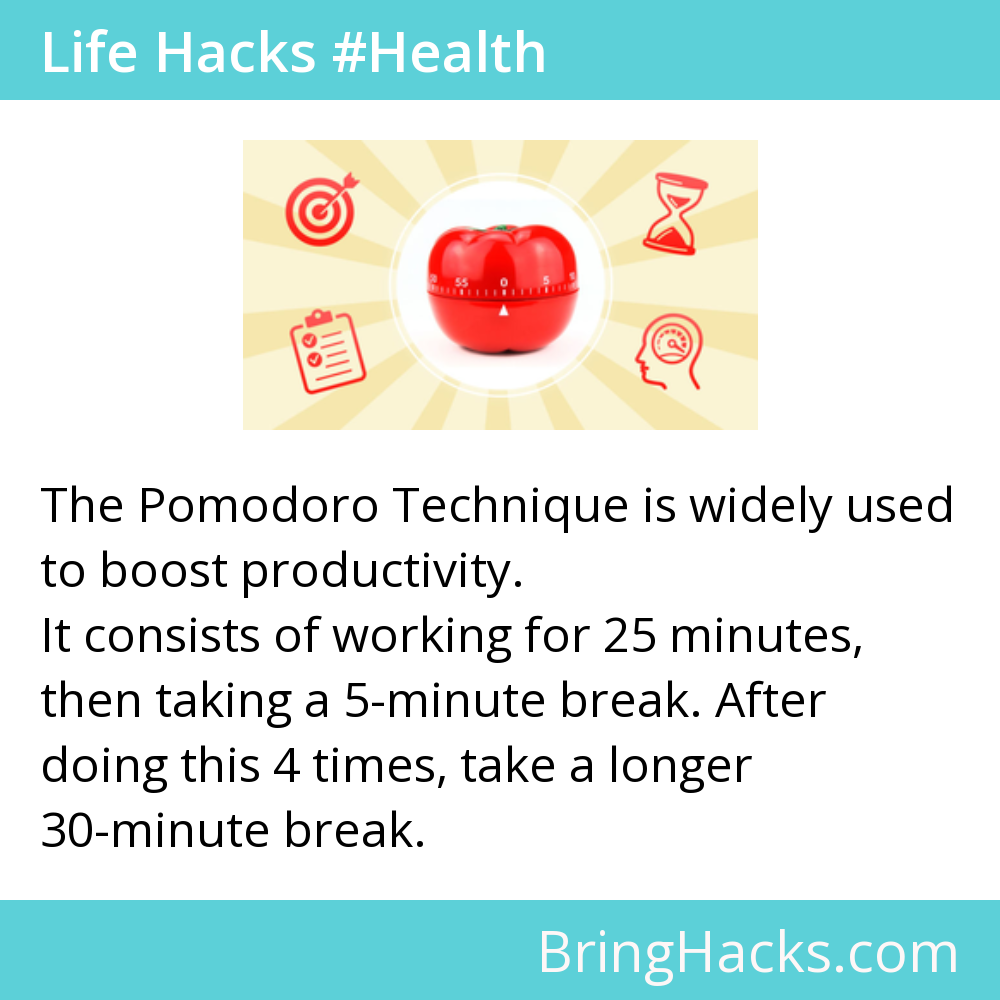 Life Hacks #Health
55 0 5 10
The Pomodoro Technique is widely used
to boost productivity.
It consists of working for 25 minutes,
then taking a 5-minute break. After
doing this 4 times, take a longer
30-minute break.
BringHacks.com